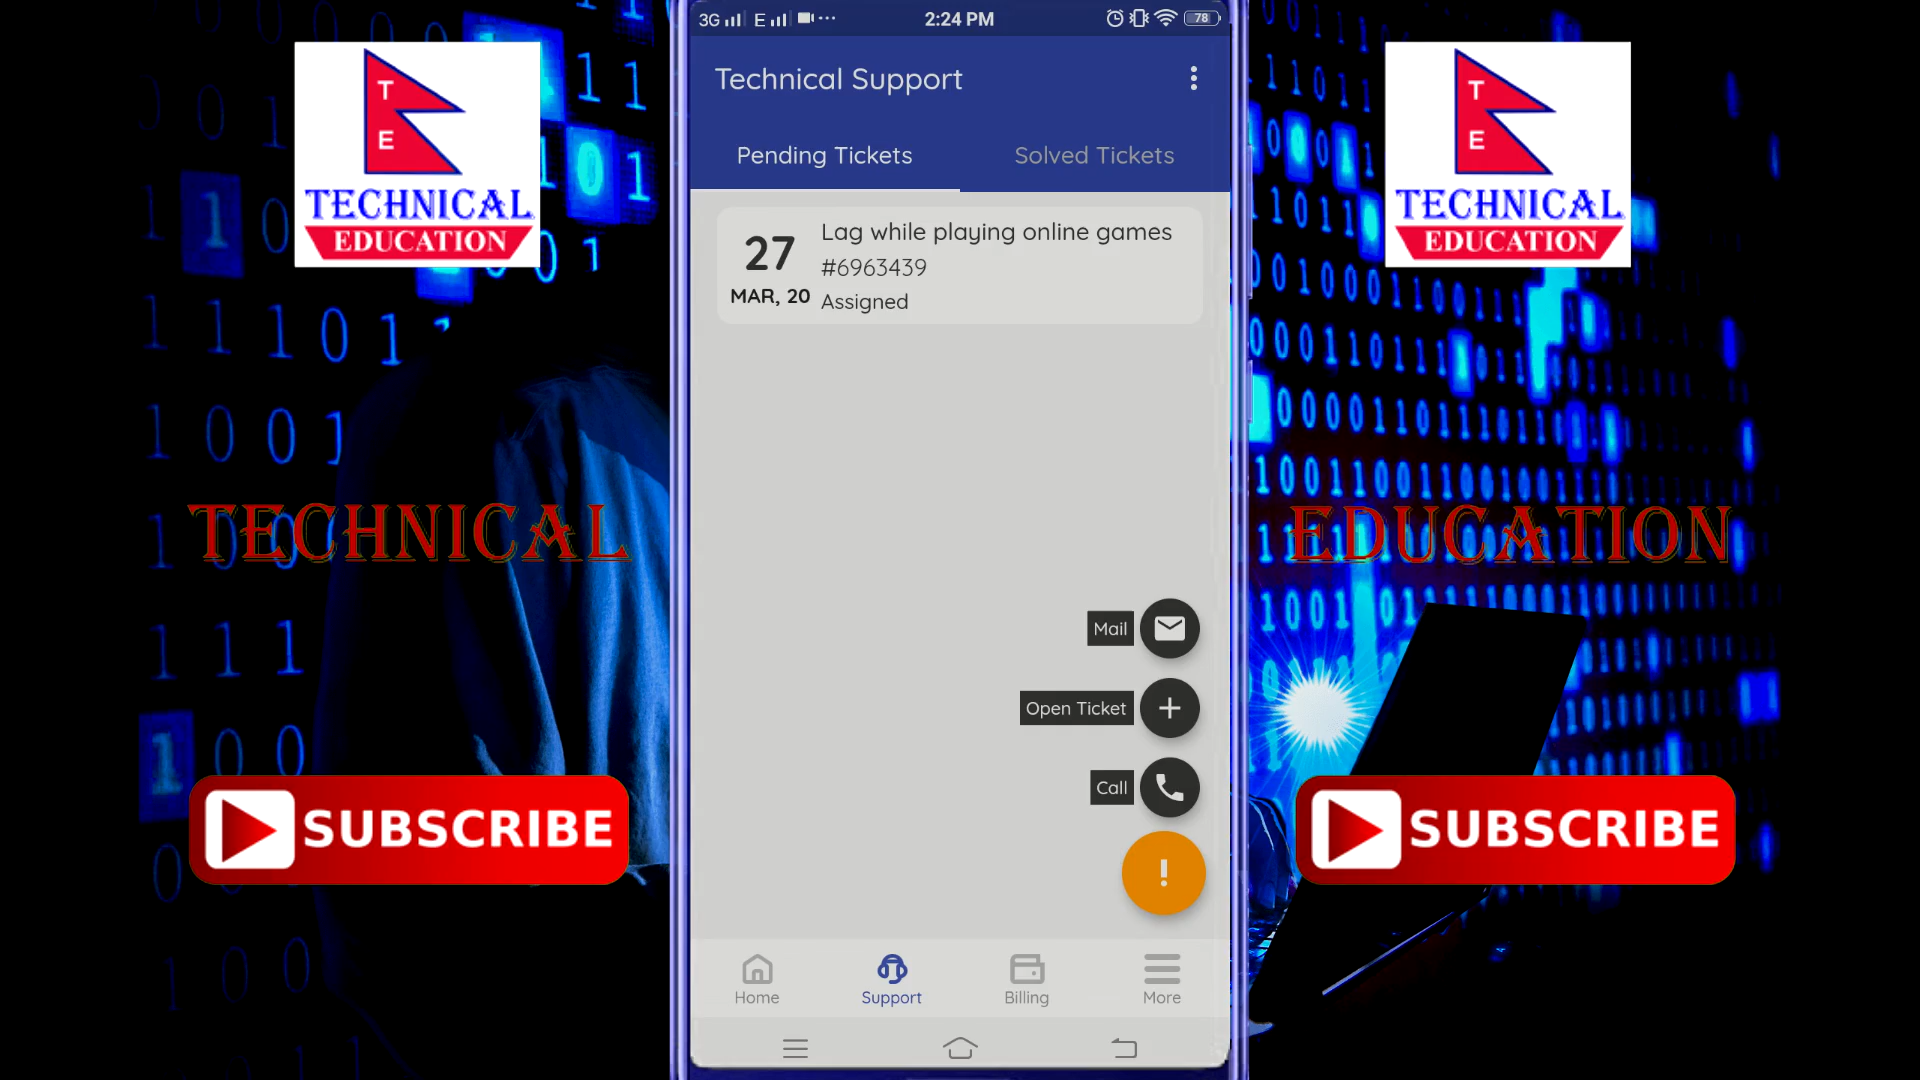 3G
E
2:24 PM
78
Technical Support
Pending Tickets
Solved Tickets
27
MAR, 20
Lag while playing online games
#6963439
Assigned
Mail
Open Ticket
Call
Home
Support
Billing
More
T
E
TECHNICAL
EDUCATION
T
E
TECHNICAL
EDUCATION
TECHNICAL
EDUCATION
SUBSCRIBE
SUBSCRIBE